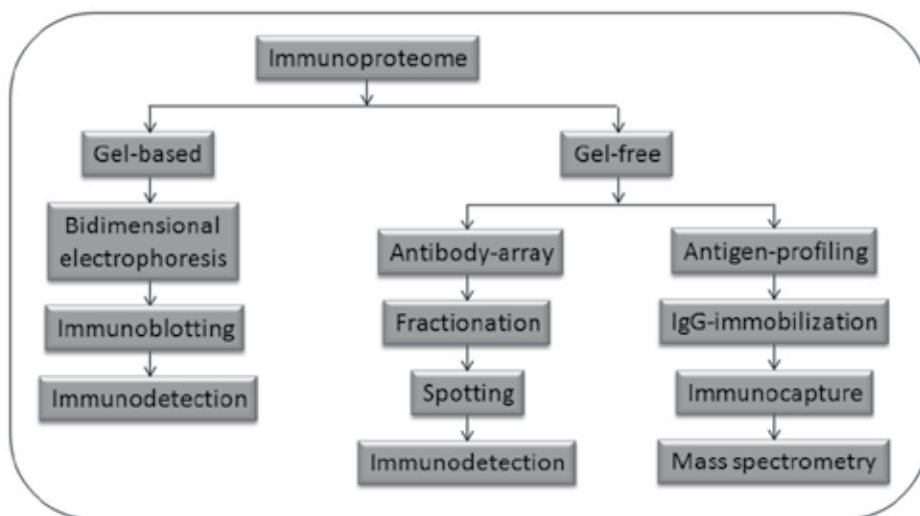 Immunoproteome
Gel-based
Gel-free
Bidimensional
electrophoresis
Antibody-array
Antigen-profiling
Immunoblotting
Fractionation
IgG-immobilization
Immunodetection
Spotting
Immunocapture
Immunodetection
Mass spectrometry